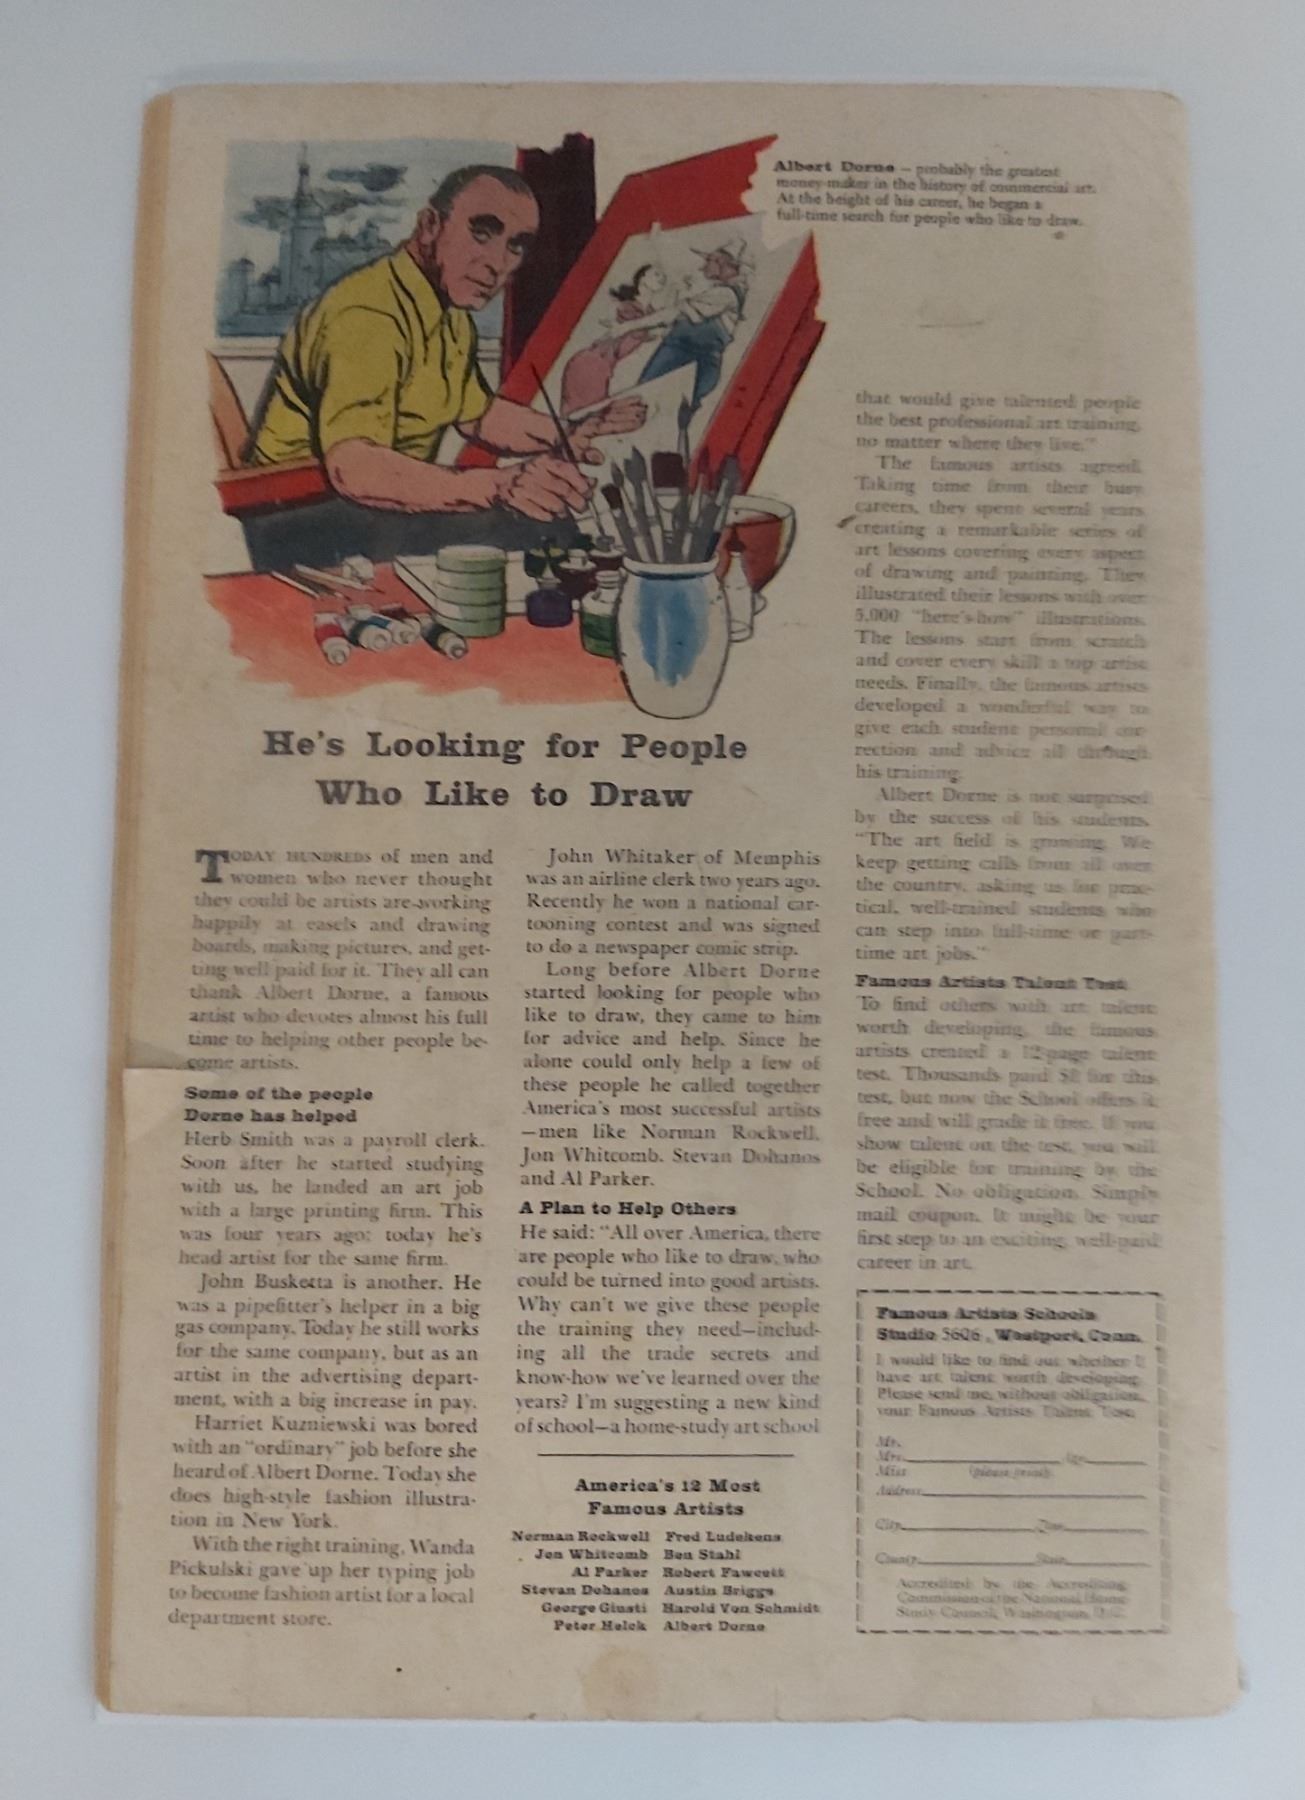 Albert Dorne – probably the greatest
money-maker in the history of commercial art.
At the height of his career, he began a
full-time search for people who like to draw.
He's Looking for People
Who Like to Draw
TODAY HUNDREDS of men and
women who never thought
they could be artists are working
happily at easels and drawing
boards, making pictures, and get-
ting well paid for it. They all can
thank Albert Dorne, a famous
artist who devotes almost his full
time to helping other people be-
come artists.
Some of the people
Dorne has helped
Herb Smith was a payroll clerk.
Soon after he started studying
with us, he landed an art job
with a large printing firm. This
was four years ago: today he's
head artist for the same firm.
John Busketta is another. He
was a pipefitter's helper in a big
gas company. Today he still works
for the same company, but as an
artist in the advertising depart-
ment, with a big increase in pay.
Harriet Kuzniewski was bored
with an "ordinary" job before she
heard of Albert Dorne. Today she
does high-style fashion illustra-
tion in New York.
With the right training, Wanda
Pickulski gave up her typing job
to become fashion artist for a local
department store.
John Whitaker of Memphis
was an airline clerk two years ago.
Recently he won a national car-
tooning contest and was signed
to do a newspaper comic strip.
Long before Albert Dorne
started looking for people who
like to draw, they came to him
for advice and help. Since he
alone could only help a few of
these people he called together
America's most successful artists
—men like Norman Rockwell,
Jon Whitcomb, Stevan Dohanos
and Al Parker.
A Plan to Help Others
He said: "All over America, there
are people who like to draw, who
could be turned into good artists.
Why can't we give these people
the training they need—includ-
ing all the trade secrets and
know-how we've learned over the
years? I'm suggesting a new kind
of school—a home-study art school
America's 12 Most
Famous Artists
Norman Rockwell Fred Ludekens
Jon Whitcomb Ben Stahl
Al Parker Robert Fawcett
Stevan Dohanos Austin Briggs
George Giusti Harold Von Schmidt
Peter Helck Albert Dorne
that would give talented people
the best professional art training,
no matter where they live."
The famous artists agreed.
Taking time from their busy
careers, they spent several years
creating a remarkable series of
art lessons covering every aspect
of drawing and painting. They
illustrated their lessons with over
5,000 "here's-how" illustrations.
The lessons start from scratch
and cover every skill a top artist
needs. Finally, the famous artists
developed a wonderful way to
give each student personal cor-
rection and advice all through
his training.
Albert Dorne is not surprised
by the success of his students.
"The art field is growing. We
keep getting calls from all over
the country, asking us for prac-
tical, well-trained students who
can step into full-time or part-
time art jobs."
Famous Artists Talent Test
To find others with art talent
worth developing, the famous
artists created a 12-page talent
test. Thousands paid $1 for this
test, but now the School offers it
free and will grade it free. If you
show talent on the test, you will
be eligible for training by the
School. No obligation. Simply
mail coupon. It might be your
first step to an exciting, well-paid
career in art.
Famous Artists Schools
Studio 5606, Westport, Conn.
I would like to find out whether I
have art talent worth developing.
Please send me, without obligation,
your Famous Artists Talent Test.
Mr.
Mrs. Age
Miss (please print)
Address
City Zone
County State
Accredited by the Accrediting
Commission of the National Home
Study Council, Washington, D.C.